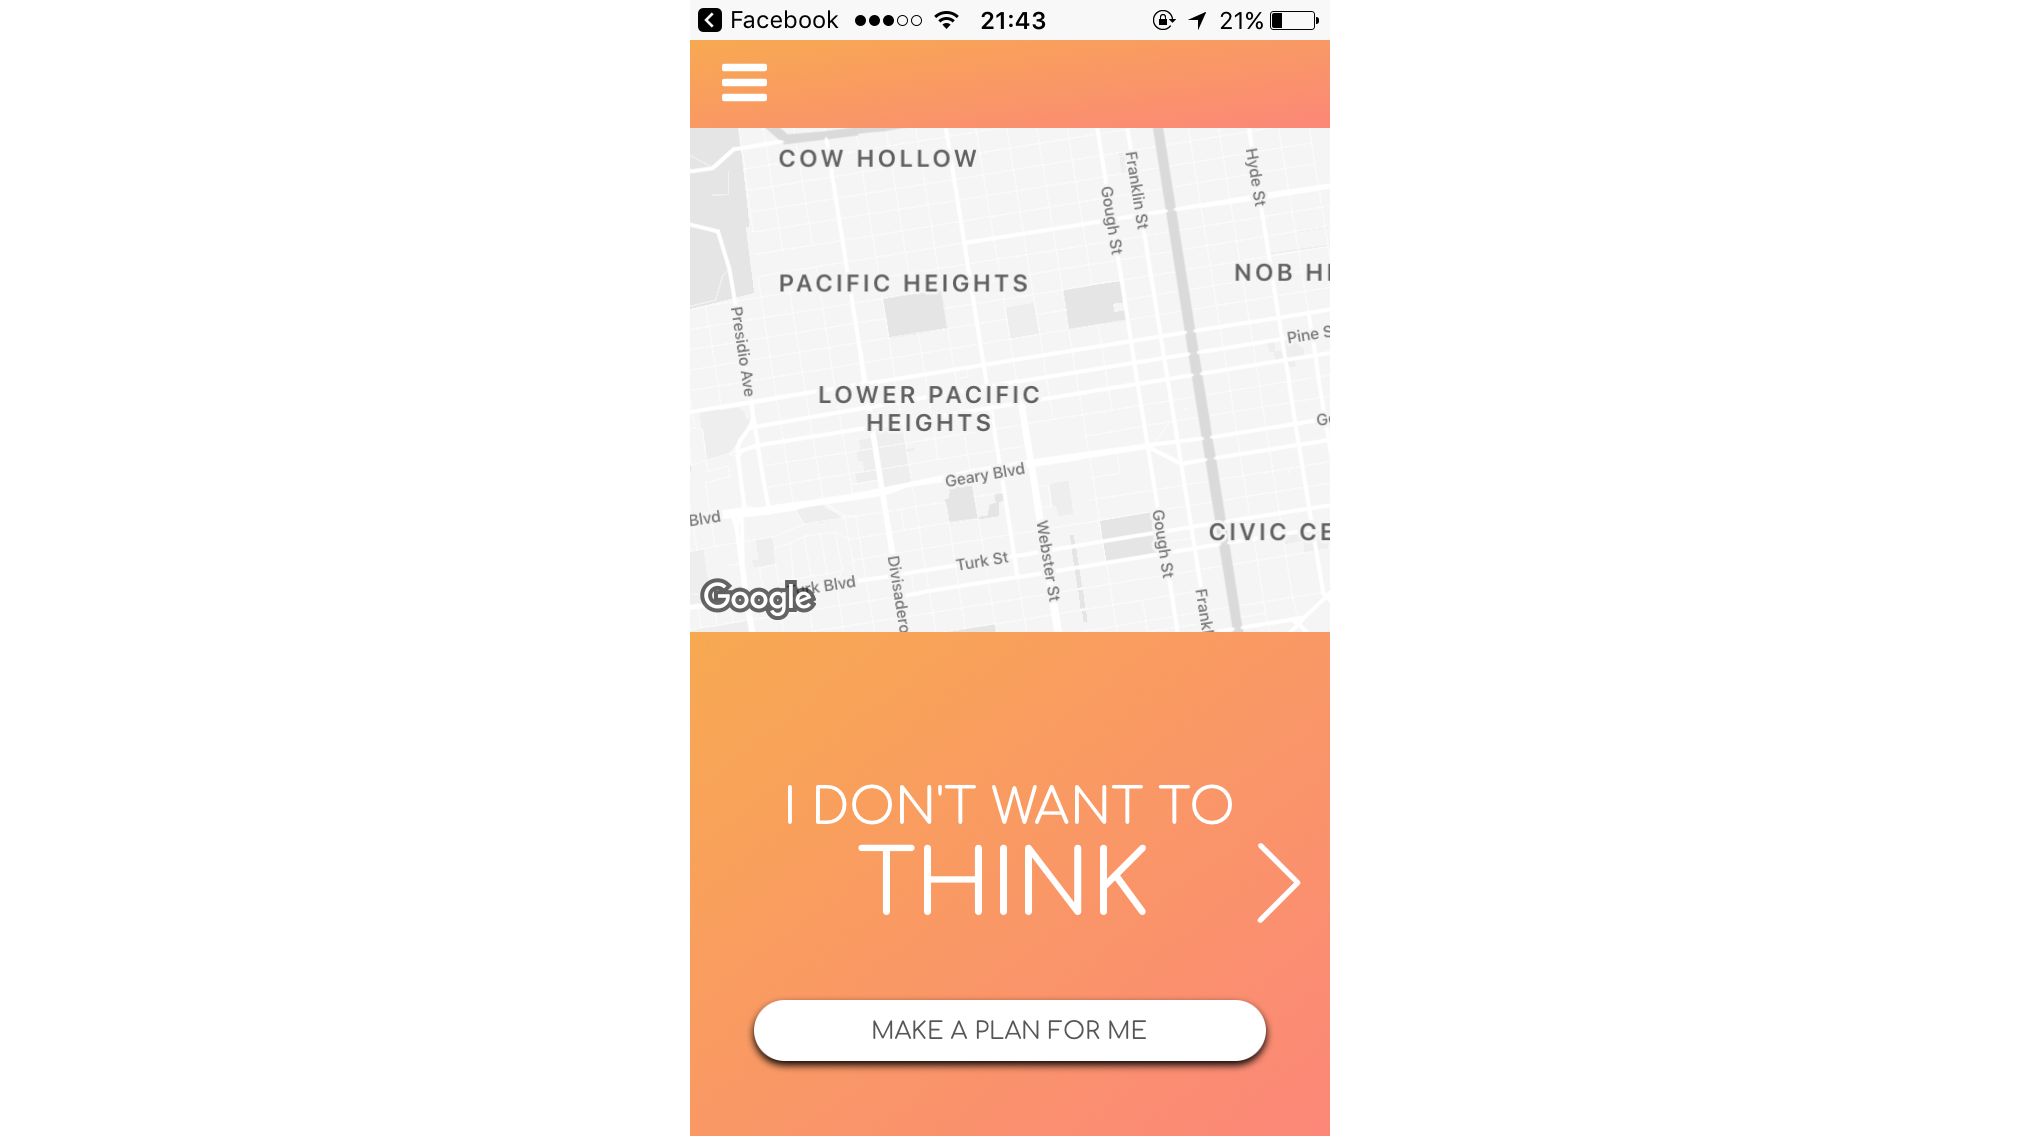 Facebook 21:43 21%
COW HOLLOW
Franklin St
Hyde St
Gough St
PACIFIC HEIGHTS
NOB HI
Presidio Ave
Pine S
LOWER PACIFIC
HEIGHTS
Geary Blvd
Blvd
CIVIC CE
Webster St
Gough St
Turk St
rk Blvd
Divisadero
Frankl
Google
I DON'T WANT TO
THINK
MAKE A PLAN FOR ME